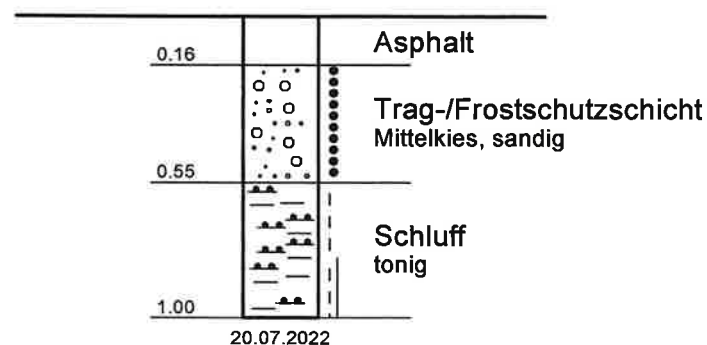 Asphalt
0.16
Trag-/Frostschutzschicht
Mittelkies, sandig
0.55
Schluff
tonig
1.00
20.07.2022